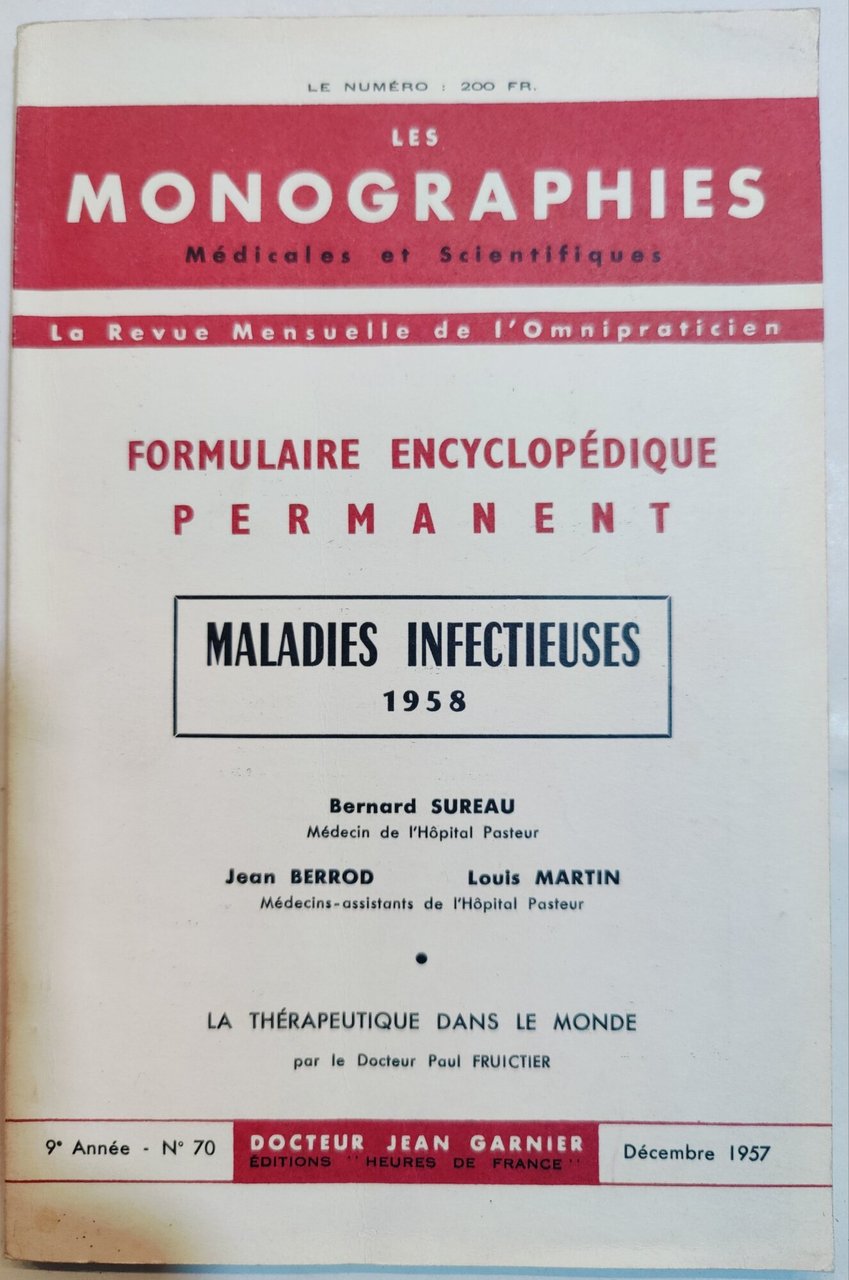 LE NUMÉRO : 200 FR.
LES
MONOGRAPHIES
Médicales et Scientifiques
La Revue Mensuelle de l'Omnipraticien
FORMULAIRE ENCYCLOPÉDIQUE
PERMANENT
MALADIES INFECTIEUSES
1958
Bernard SUREAU
Médecin de l'Hôpital Pasteur
Jean BERROD Louis MARTIN
Médecins-assistants de l'Hôpital Pasteur
•
LA THÉRAPEUTIQUE DANS LE MONDE
par le Docteur Paul FRUICTIER
9e Année - N° 70
DOCTEUR JEAN GARNIER
ÉDITIONS "HEURES DE FRANCE"
Décembre 1957